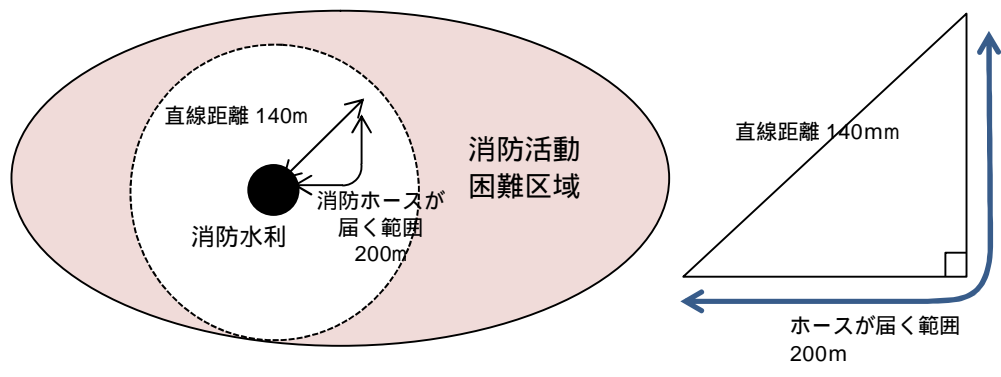 直線距離 140m
消防活動
困難区域
消防ホースが
届く範囲
200m
消防水利
直線距離 140mm
ホースが届く範囲
200m